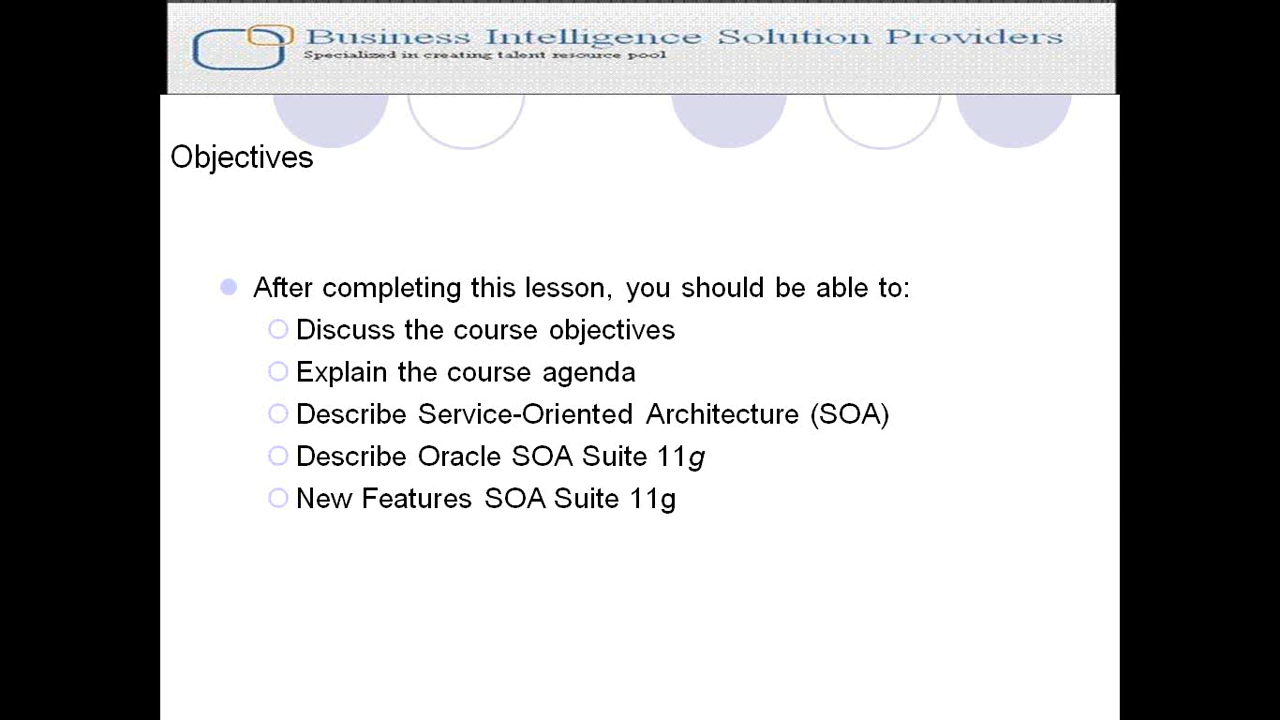 Business Intelligence Solution Providers
Specialized in creating talent resource pool
Objectives
After completing this lesson, you should be able to:
Discuss the course objectives
Explain the course agenda
Describe Service-Oriented Architecture (SOA)
Describe Oracle SOA Suite 11g
New Features SOA Suite 11g